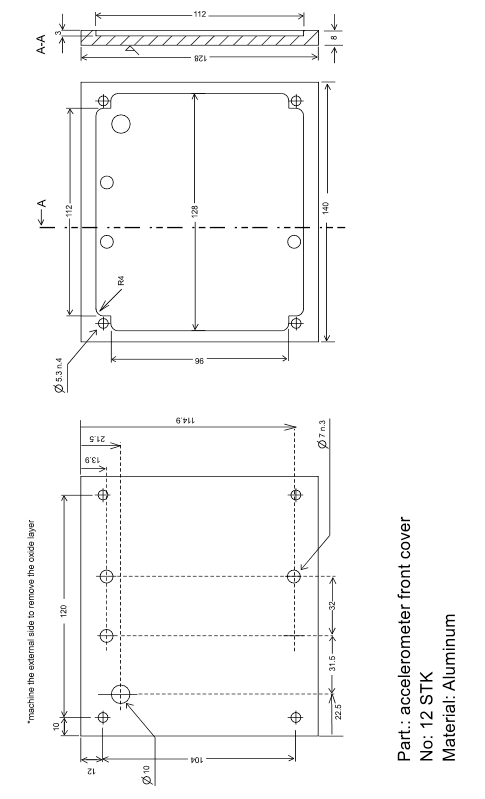 A-A
3
112
8
128
A
112
128
140
R4
Ø 5.3 n.4
96
114.9
21.5
13.9
Ø 7 n.3
*machine the external side to remove the oxide layer
120
32
31.5
22.5
10
12
104
Ø 10
Part.: accelerometer front cover
No: 12 STK
Material: Aluminum